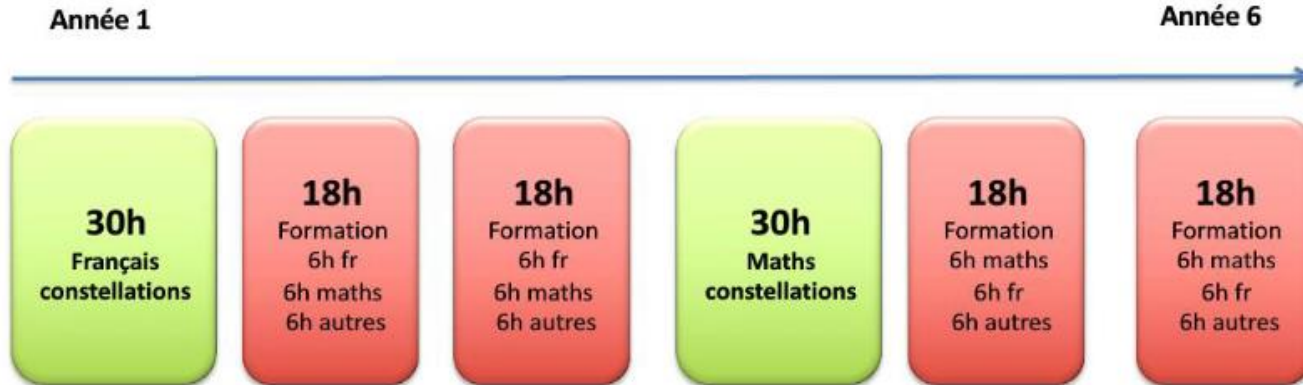 Année 1
Année 6
30h
Français
constellations
18h
Formation
6h fr
6h maths
6h autres
18h
Formation
6h fr
6h maths
6h autres
30h
Maths
constellations
18h
Formation
6h maths
6h fr
6h autres
18h
Formation
6h maths
6h fr
6h autres